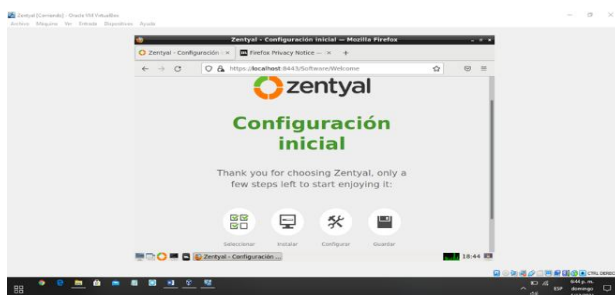 Zentyal [Corriendo] - Oracle VM VirtualBox
Archivo Máquina Ver Entrada Dispositivos Ayuda
Zentyal - Configuración Inicial — Mozilla Firefox
Zentyal - Configuración
Firefox Privacy Notice —
https://localhost:8443/Software/Welcome
zentyal
Configuración
inicial
Thank you for choosing Zentyal, only a
few steps left to start enjoying it:
Seleccionar Instalar Configurar Guardar
Zentyal - Configuración ...
18:44
CTRL DERECHA
6:44 p. m.
ESP domingo